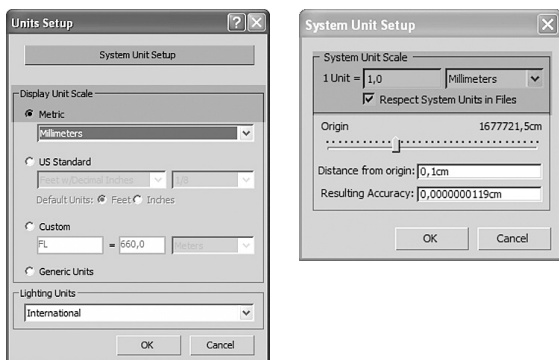 Units Setup
System Unit Setup
Display Unit Scale
Metric
Millimeters
US Standard
Feet w/Decimal Inches 1/8
Default Units: Feet Inches
Custom
FL = 660,0 Meters
Generic Units
Lighting Units
International
OK Cancel
System Unit Setup
System Unit Scale
1 Unit = 1,0 Millimeters
Respect System Units in Files
Origin 1677721,5cm
Distance from origin: 0,1cm
Resulting Accuracy: 0,0000000119cm
OK Cancel